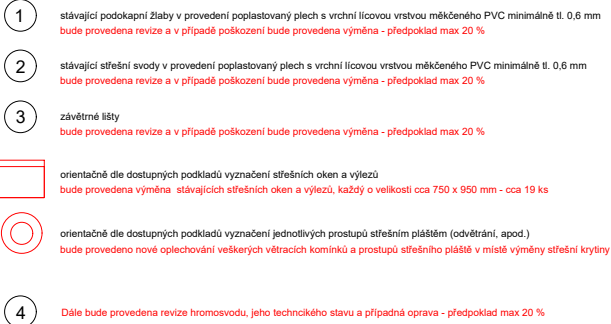 1 stávající podokapní žlaby v provedení poplastovaný plech s vrchní lícovou vrstvou měkčeného PVC minimálně tl. 0,6 mm
bude provedena revize a v případě poškození bude provedena výměna - předpoklad max 20 %
2 stávající střešní svody v provedení poplastovaný plech s vrchní lícovou vrstvou měkčeného PVC minimálně tl. 0,6 mm
bude provedena revize a v případě poškození bude provedena výměna - předpoklad max 20 %
3 závětrné lišty
bude provedena revize a v případě poškození bude provedena výměna - předpoklad max 20 %
orientačně dle dostupných podkladů vyznačení střešních oken a výlezů
bude provedena výměna stávajících střešních oken a výlezů, každý o velikosti cca 750 x 950 mm - cca 19 ks
orientačně dle dostupných podkladů vyznačení jednotlivých prostupů střešním pláštěm (odvětrání, apod.)
bude provedeno nové oplechování veškerých větracích komínků a prostupů střešního pláště v místě výměny střešní krytiny
4 Dále bude provedena revize hromosvodu, jeho techncikého stavu a případná oprava - předpoklad max 20 %